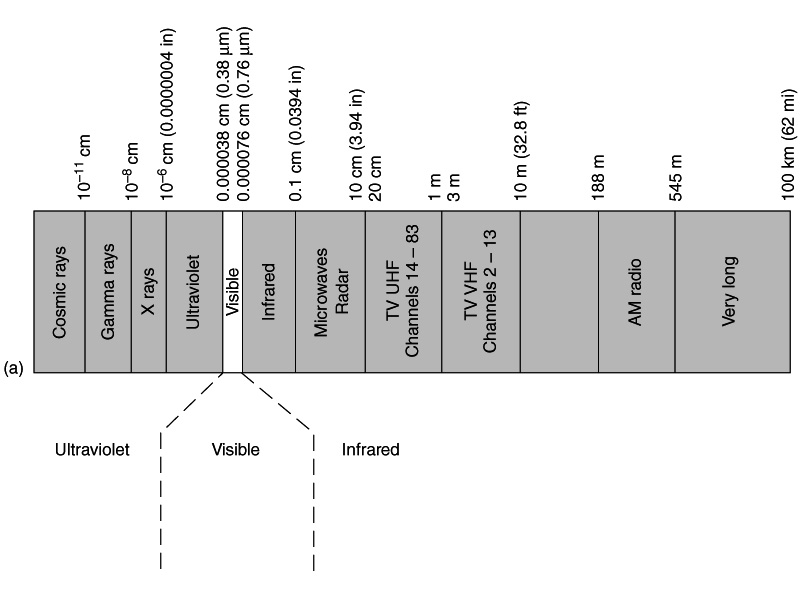 10⁻¹¹ cm
10⁻⁸ cm
10⁻⁶ cm (0.0000004 in)
0.000038 cm (0.38 μm)
0.000076 cm (0.76 μm)
0.1 cm (0.0394 in)
10 cm (3.94 in)
20 cm
1 m
3 m
10 m (32.8 ft)
188 m
545 m
100 km (62 mi)
Cosmic rays
Gamma rays
X rays
Ultraviolet
Visible
Infrared
Microwaves
Radar
TV UHF
Channels 14 – 83
TV VHF
Channels 2 – 13
AM radio
Very long
(a)
Ultraviolet
Visible
Infrared